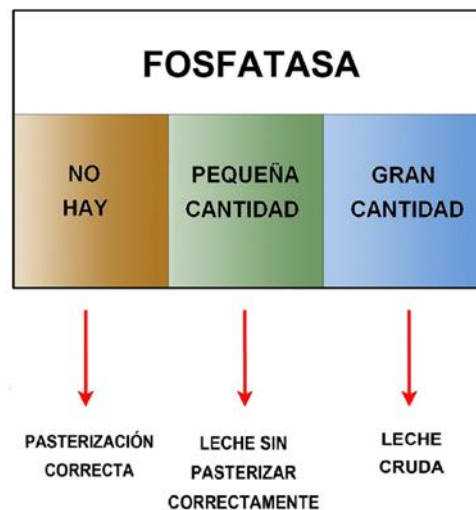 FOSFATASA
NO
HAY
PEQUEÑA
CANTIDAD
GRAN
CANTIDAD
PASTERIZACIÓN
CORRECTA
LECHE SIN
PASTERIZAR
CORRECTAMENTE
LECHE
CRUDA